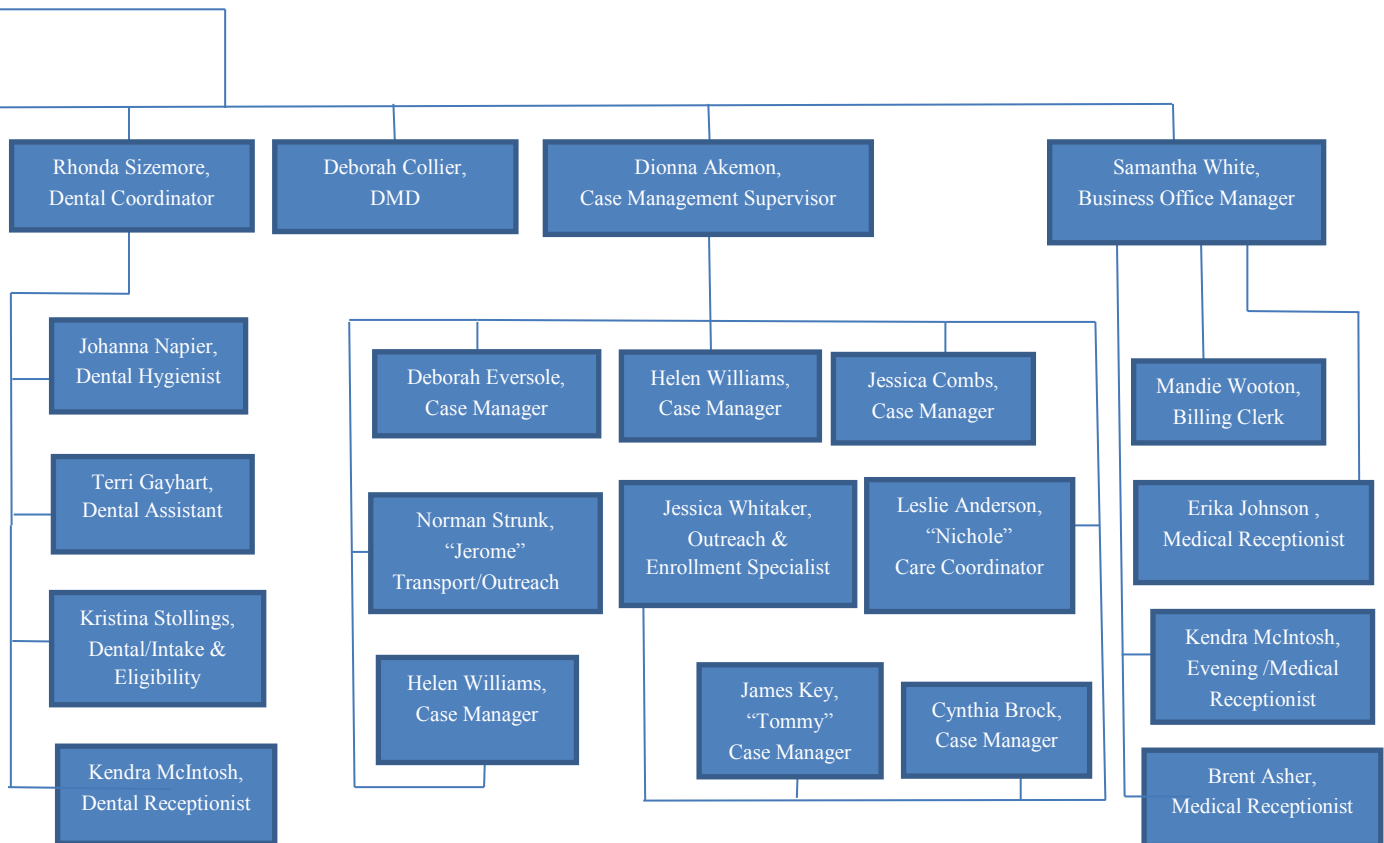 Rhonda Sizemore,
Dental Coordinator
Deborah Collier,
DMD
Dionna Akemon,
Case Management Supervisor
Samantha White,
Business Office Manager
Johanna Napier,
Dental Hygienist
Terri Gayhart,
Dental Assistant
Kristina Stollings,
Dental/Intake &
Eligibility
Kendra McIntosh,
Dental Receptionist
Deborah Eversole,
Case Manager
Helen Williams,
Case Manager
Jessica Combs,
Case Manager
Norman Strunk,
“Jerome”
Transport/Outreach
Jessica Whitaker,
Outreach &
Enrollment Specialist
Leslie Anderson,
“Nichole”
Care Coordinator
Helen Williams,
Case Manager
James Key,
“Tommy”
Case Manager
Cynthia Brock,
Case Manager
Mandie Wooton,
Billing Clerk
Erika Johnson ,
Medical Receptionist
Kendra McIntosh,
Evening /Medical
Receptionist
Brent Asher,
Medical Receptionist